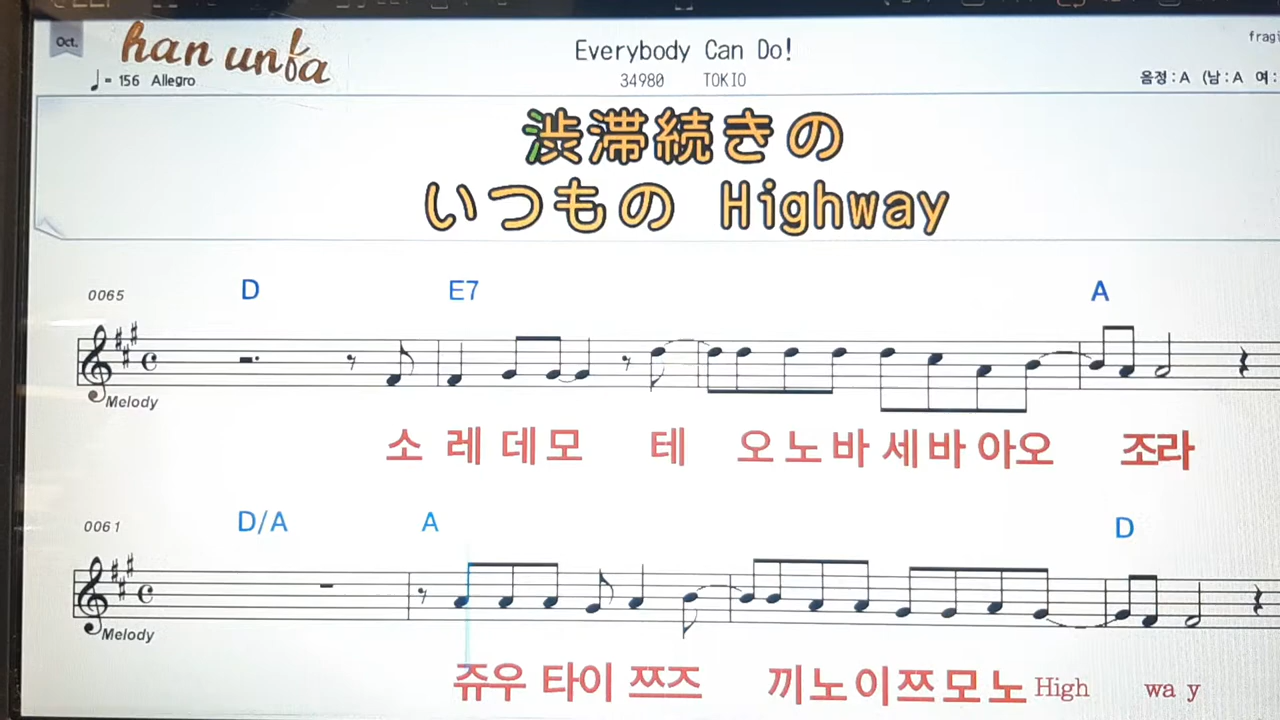 Oct.
han unfa
Everybody Can Do!
fragi
♩= 156 Allegro
34980 TOKIO
음정:A (남:A 여:
渋滞続きの
いつもの Highway
0065
D E7 A
Melody
소 레 데 모 테 오 노 바 세 바 아오 조라
0061
D/A A D
Melody
쥬우 타이 쯔즈 끼 노 이 쯔 모 노 High wa y